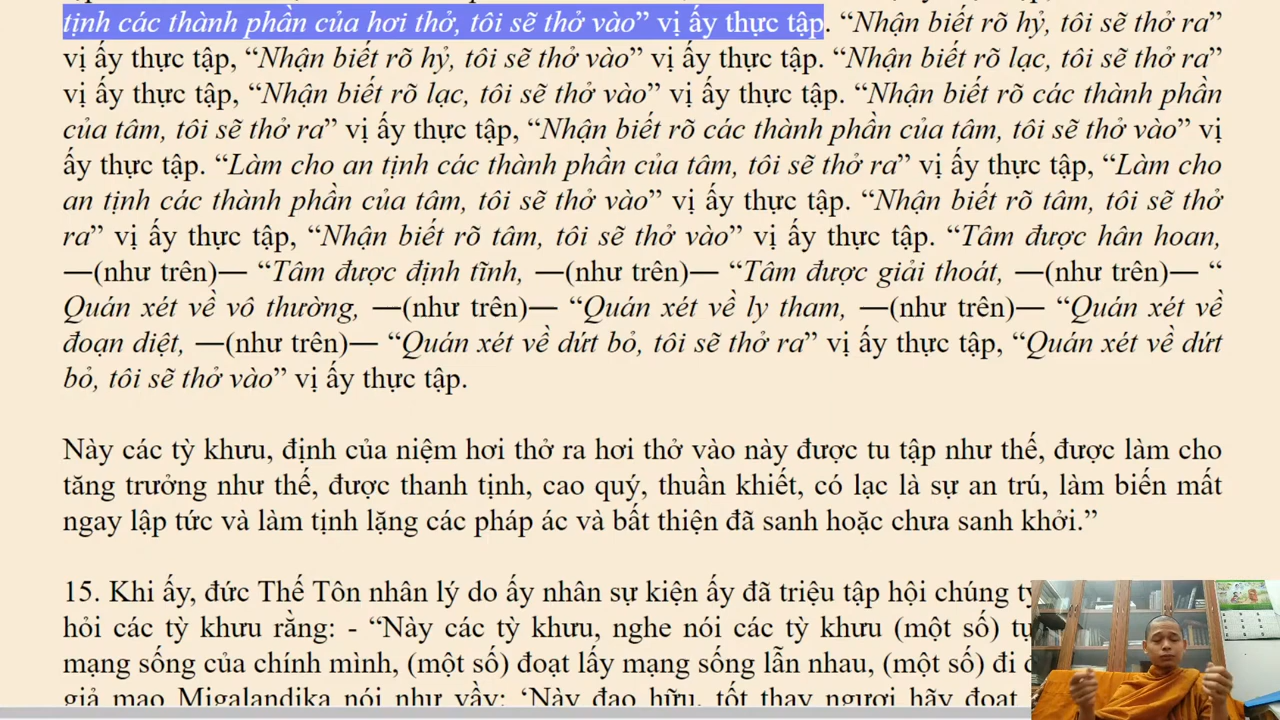 tịnh các thành phần của hơi thở, tôi sẽ thở vào” vị ấy thực tập. “Nhận biết rõ hỷ, tôi sẽ thở ra”
vị ấy thực tập, “Nhận biết rõ hỷ, tôi sẽ thở vào” vị ấy thực tập. “Nhận biết rõ lạc, tôi sẽ thở ra”
vị ấy thực tập, “Nhận biết rõ lạc, tôi sẽ thở vào” vị ấy thực tập. “Nhận biết rõ các thành phần
của tâm, tôi sẽ thở ra” vị ấy thực tập, “Nhận biết rõ các thành phần của tâm, tôi sẽ thở vào” vị
ấy thực tập. “Làm cho an tịnh các thành phần của tâm, tôi sẽ thở ra” vị ấy thực tập, “Làm cho
an tịnh các thành phần của tâm, tôi sẽ thở vào” vị ấy thực tập. “Nhận biết rõ tâm, tôi sẽ thở
ra” vị ấy thực tập, “Nhận biết rõ tâm, tôi sẽ thở vào” vị ấy thực tập. “Tâm được hân hoan,
—(như trên)— “Tâm được định tĩnh, —(như trên)— “Tâm được giải thoát, —(như trên)— “
Quán xét về vô thường, —(như trên)— “Quán xét về ly tham, —(như trên)— “Quán xét về
đoạn diệt, —(như trên)— “Quán xét về dứt bỏ, tôi sẽ thở ra” vị ấy thực tập, “Quán xét về dứt
bỏ, tôi sẽ thở vào” vị ấy thực tập.
Này các tỳ khưu, định của niệm hơi thở ra hơi thở vào này được tu tập như thế, được làm cho
tăng trưởng như thế, được thanh tịnh, cao quý, thuần khiết, có lạc là sự an trú, làm biến mất
ngay lập tức và làm tịnh lặng các pháp ác và bất thiện đã sanh hoặc chưa sanh khởi.”
15. Khi ấy, đức Thế Tôn nhân lý do ấy nhân sự kiện ấy đã triệu tập hội chúng
hỏi các tỳ khưu rằng: - “Này các tỳ khưu, nghe nói các tỳ khưu (một số)
mạng sống của chính mình, (một số) đoạt lấy mạng sống lẫn nhau, (một số) đi
giả mạo Migalandika nói như vầy: ‘Này đạo hữu, tốt thay ngươi hãy đoạt